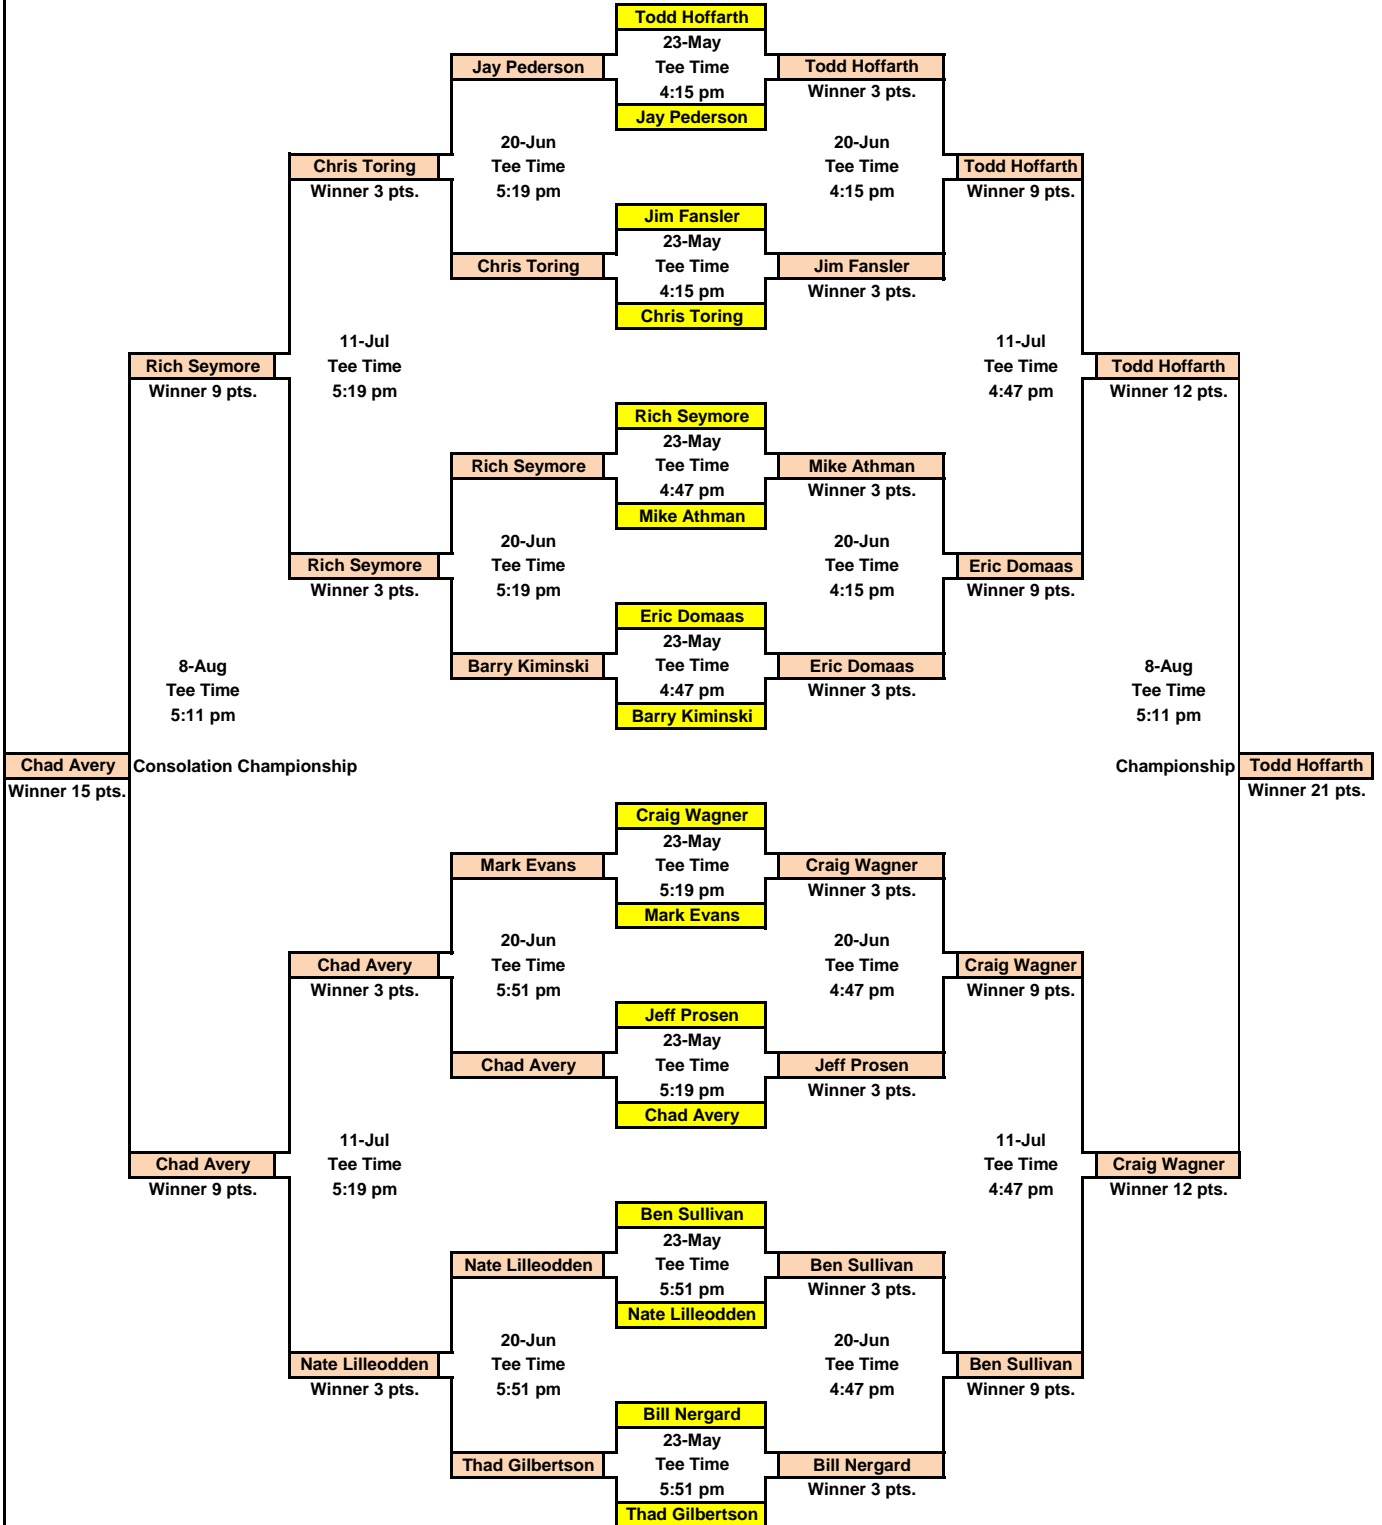 Todd Hoffarth
23-May
Jay Pederson Tee Time Todd Hoffarth
4:15 pm Winner 3 pts.
Jay Pederson
20-Jun 20-Jun
Chris Toring Tee Time Tee Time Todd Hoffarth
Winner 3 pts. 5:19 pm 4:15 pm Winner 9 pts.
Jim Fansler
23-May
Chris Toring Tee Time Jim Fansler
4:15 pm Winner 3 pts.
Chris Toring
11-Jul 11-Jul
Rich Seymore Tee Time Tee Time Todd Hoffarth
Winner 9 pts. 5:19 pm 4:47 pm Winner 12 pts.
Rich Seymore
23-May
Rich Seymore Tee Time Mike Athman
4:47 pm Winner 3 pts.
Mike Athman
20-Jun 20-Jun
Rich Seymore Tee Time Tee Time Eric Domaas
Winner 3 pts. 5:19 pm 4:15 pm Winner 9 pts.
Eric Domaas
23-May
8-Aug Barry Kiminski Tee Time Eric Domaas 8-Aug
Tee Time 4:47 pm Winner 3 pts. Tee Time
5:11 pm Barry Kiminski 5:11 pm
Chad Avery Consolation Championship Championship Todd Hoffarth
Winner 15 pts. Winner 21 pts.
Craig Wagner
23-May
Mark Evans Tee Time Craig Wagner
5:19 pm Winner 3 pts.
Mark Evans
20-Jun 20-Jun
Chad Avery Tee Time Tee Time Craig Wagner
Winner 3 pts. 5:51 pm 4:47 pm Winner 9 pts.
Jeff Prosen
23-May
Chad Avery Tee Time Jeff Prosen
5:19 pm Winner 3 pts.
Chad Avery
11-Jul 11-Jul
Chad Avery Tee Time Tee Time Craig Wagner
Winner 9 pts. 5:19 pm 4:47 pm Winner 12 pts.
Ben Sullivan
23-May
Nate Lilleodden Tee Time Ben Sullivan
5:51 pm Winner 3 pts.
Nate Lilleodden
20-Jun 20-Jun
Nate Lilleodden Tee Time Tee Time Ben Sullivan
Winner 3 pts. 5:51 pm 4:47 pm Winner 9 pts.
Bill Nergard
23-May
Thad Gilbertson Tee Time Bill Nergard
5:51 pm Winner 3 pts.
Thad Gilbertson